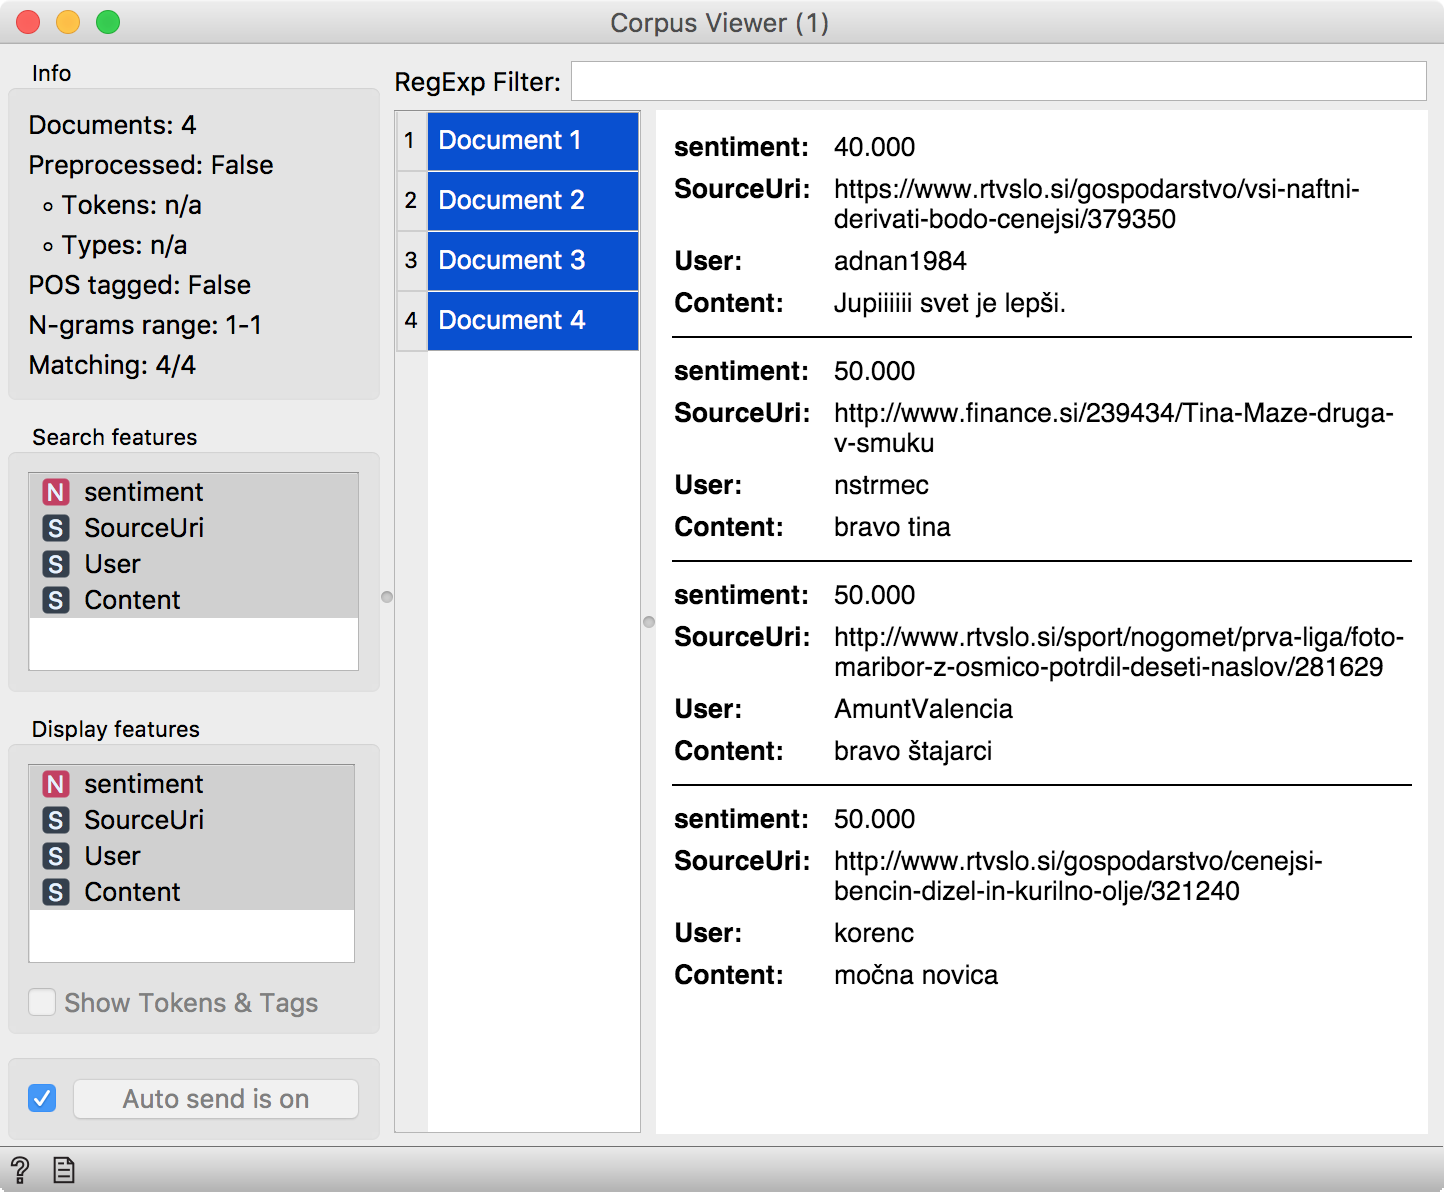 Corpus Viewer (1)
Info
Documents: 4
Preprocessed: False
Tokens: n/a
Types: n/a
POS tagged: False
N-grams range: 1-1
Matching: 4/4
Search features
N sentiment
S SourceUri
S User
S Content
Display features
N sentiment
S SourceUri
S User
S Content
Show Tokens & Tags
Auto send is on
RegExp Filter:
1 Document 1
2 Document 2
3 Document 3
4 Document 4
sentiment: 40.000
SourceUri: https://www.rtvslo.si/gospodarstvo/vsi-naftni-
derivati-bodo-cenejsi/379350
User: adnan1984
Content: Jupiiiiii svet je lepši.
sentiment: 50.000
SourceUri: http://www.finance.si/239434/Tina-Maze-druga-
v-smuku
User: nstrmec
Content: bravo tina
sentiment: 50.000
SourceUri: http://www.rtvslo.si/sport/nogomet/prva-liga/foto-
maribor-z-osmico-potrdil-deseti-naslov/281629
User: AmuntValencia
Content: bravo štajarci
sentiment: 50.000
SourceUri: http://www.rtvslo.si/gospodarstvo/cenejsi-
bencin-dizel-in-kurilno-olje/321240
User: korenc
Content: močna novica
?